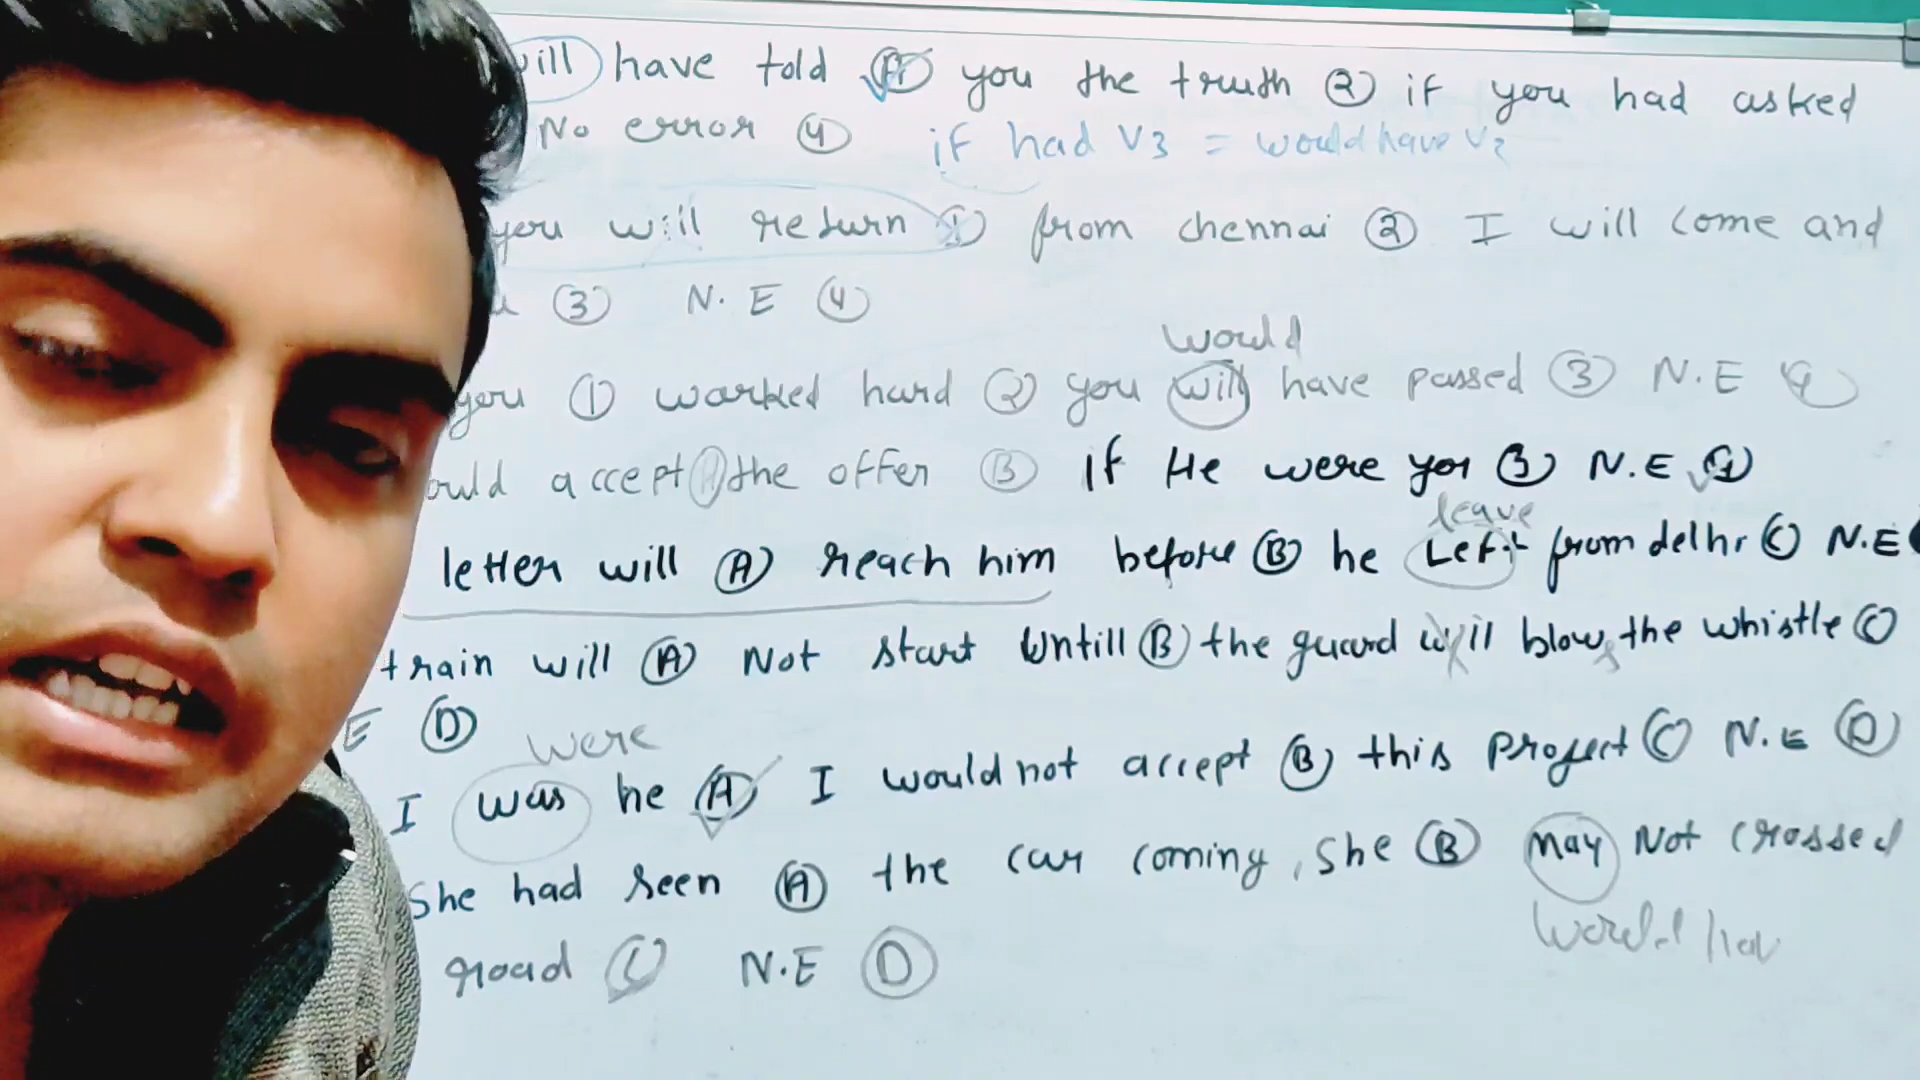 will have told A you the truth 2 if you had asked
No error 4 if had V3 = would have V3
you will return 1 from chennai 2 I will come and
3 N.E 4
would
you 1 worked hard 2 you will have passed 3 N.E 4
ould accept A the offer B if He were you 3 N.E 4
leave
letter will A reach him before B he Left from delhi C N.E
train will A Not start Untill B the guard will blows the whistle C
E D
were
I was he A I would not accept B this project C N.E D
She had seen A the car coming, she B may Not crossed
would hav
road C N.E D